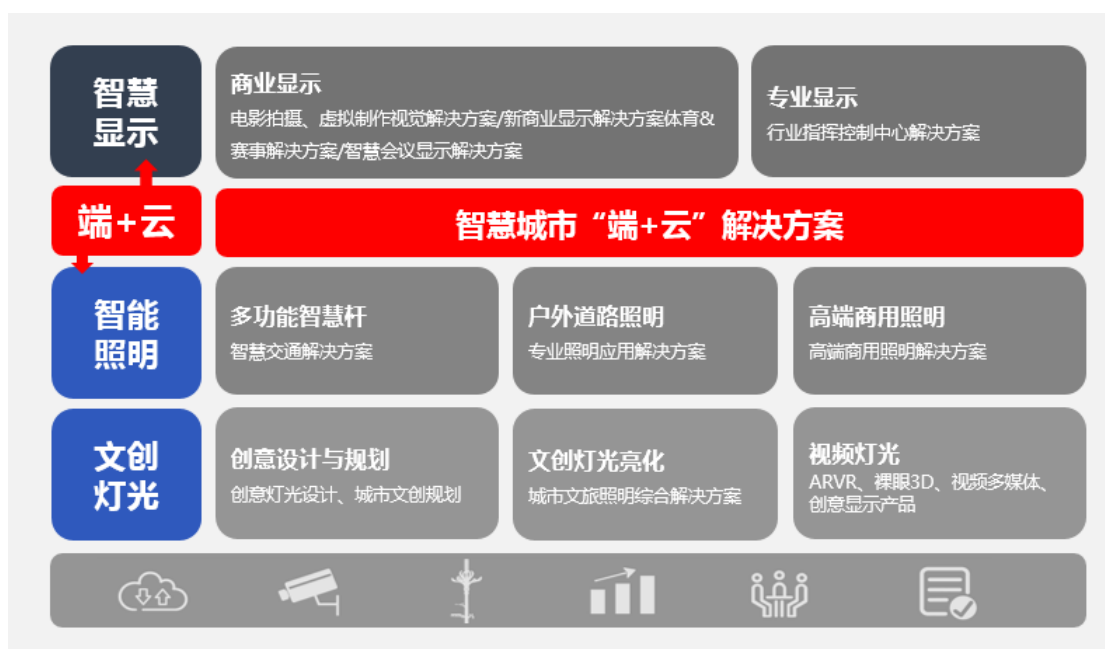 智慧
显示
商业显示
电影拍摄、虚拟制作视觉解决方案/新商业显示解决方案体育&
赛事解决方案/智慧会议显示解决方案
专业显示
行业指挥控制中心解决方案
端+云
智慧城市“端+云”解决方案
智能
照明
多功能智慧杆
智慧交通解决方案
户外道路照明
专业照明应用解决方案
高端商用照明
高端商用照明解决方案
文创
灯光
创意设计与规划
创意灯光设计、城市文创规划
文创灯光亮化
城市文旅照明综合解决方案
视频灯光
ARVR、裸眼3D、视频多媒体、
创意显示产品